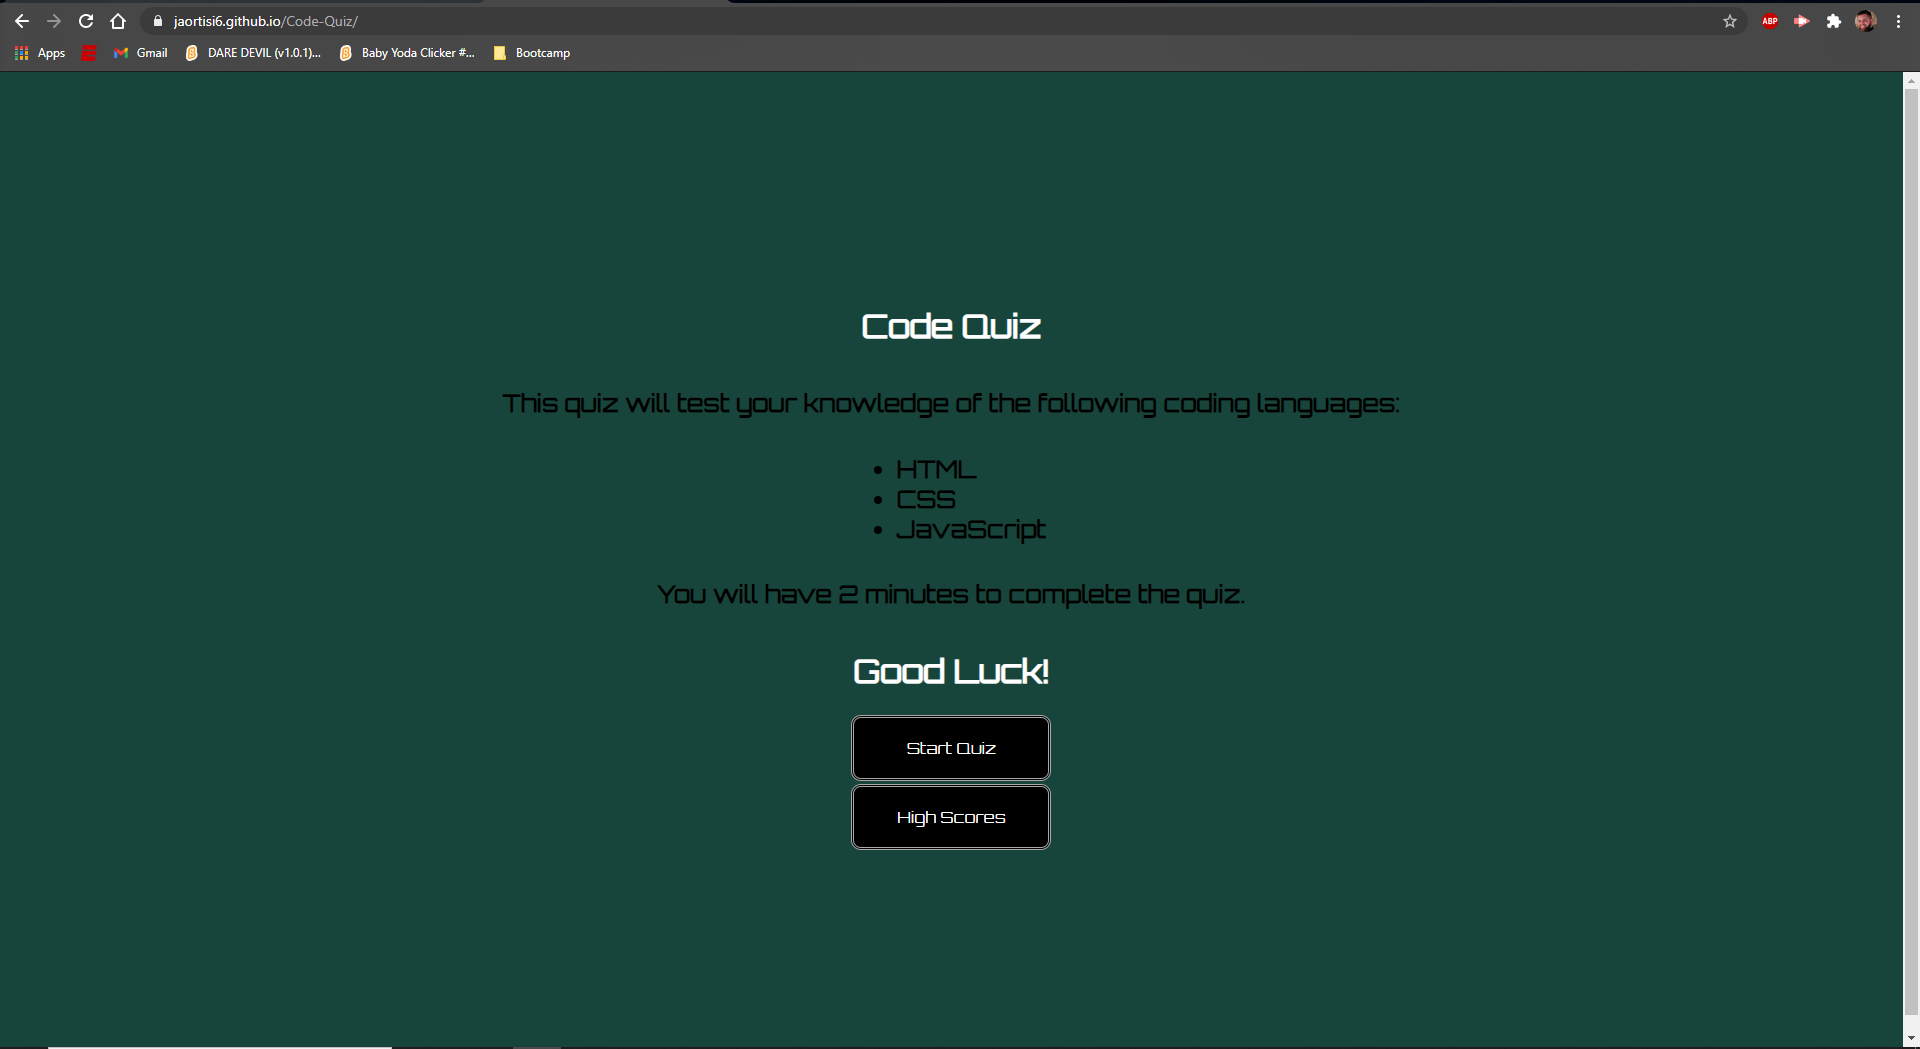 jaortisi6.github.io/Code-Quiz/
ABP
Apps
Gmail
DARE DEVIL (v1.0.1)...
Baby Yoda Clicker #...
Bootcamp
Code Quiz
This quiz will test your knowledge of the following coding languages:
• HTML
• CSS
• JavaScript
You will have 2 minutes to complete the quiz.
Good Luck!
Start Quiz
High Scores